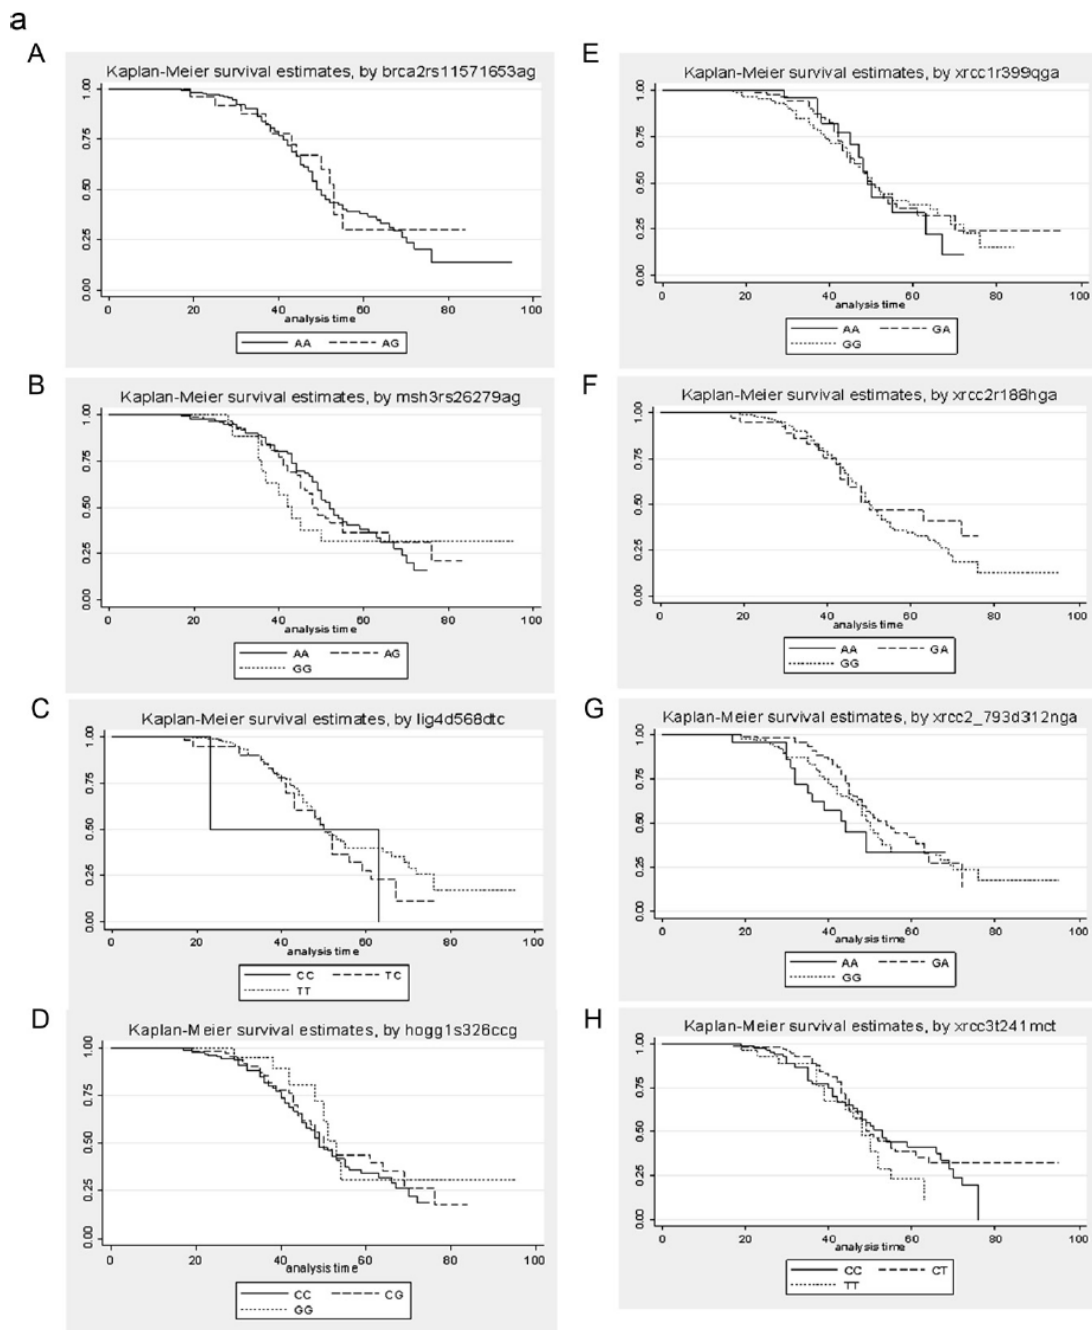 a
A
Kaplan-Meier survival estimates, by brca2rs11571653ag
1.00
0.75
0.50
0.25
0.00
0 20 40 60 80 100
analysis time
AA AG
B
Kaplan-Meier survival estimates, by msh3rs26279ag
1.00
0.75
0.50
0.25
0.00
0 20 40 60 80 100
analysis time
AA AG
GG
C
Kaplan-Meier survival estimates, by lig4d568dtc
1.00
0.75
0.50
0.25
0.00
0 20 40 60 80 100
analysis time
CC TC
TT
D
Kaplan-Meier survival estimates, by hogg1s326ccg
1.00
0.75
0.50
0.25
0.00
0 20 40 60 80 100
analysis time
CC CG
GG
E
Kaplan-Meier survival estimates, by xrcc1r399qga
1.00
0.75
0.50
0.25
0.00
0 20 40 60 80 100
analysis time
AA GA
GG
F
Kaplan-Meier survival estimates, by xrcc2r188hga
1.00
0.75
0.50
0.25
0.00
0 20 40 60 80 100
analysis time
AA GA
GG
G
Kaplan-Meier survival estimates, by xrcc2_793d312nga
1.00
0.75
0.50
0.25
0.00
0 20 40 60 80 100
analysis time
AA GA
GG
H
Kaplan-Meier survival estimates, by xrcc3t241mct
1.00
0.75
0.50
0.25
0.00
0 20 40 60 80 100
analysis time
CC CT
TT